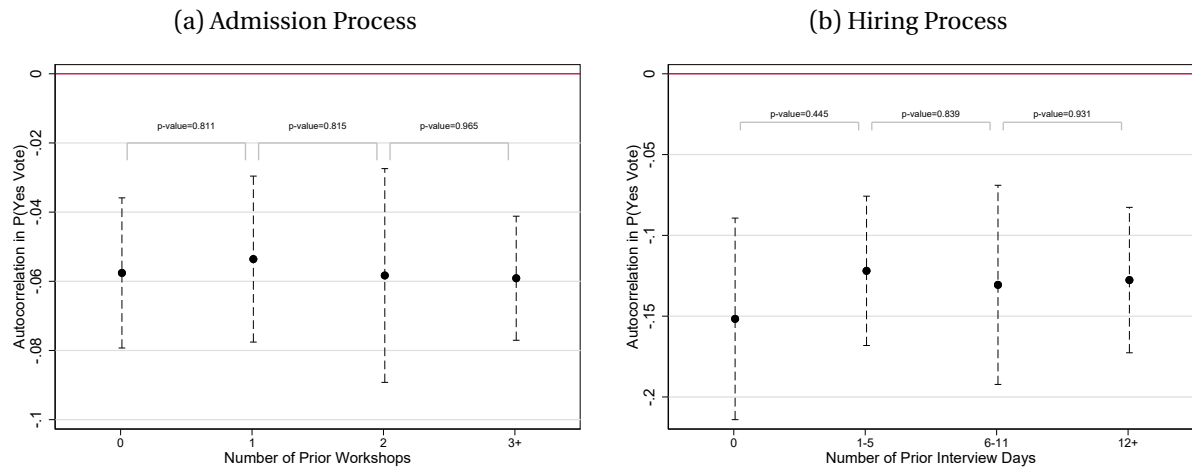 (a) Admission Process
0
-.02
-.04
-.06
-.08
-.1
Autocorrelation in P(Yes Vote)
p-value=0.811
p-value=0.815
p-value=0.965
0
1
2
3+
Number of Prior Workshops
(b) Hiring Process
0
-.05
-.1
-.15
-.2
Autocorrelation in P(Yes Vote)
p-value=0.445
p-value=0.839
p-value=0.931
0
1-5
6-11
12+
Number of Prior Interview Days